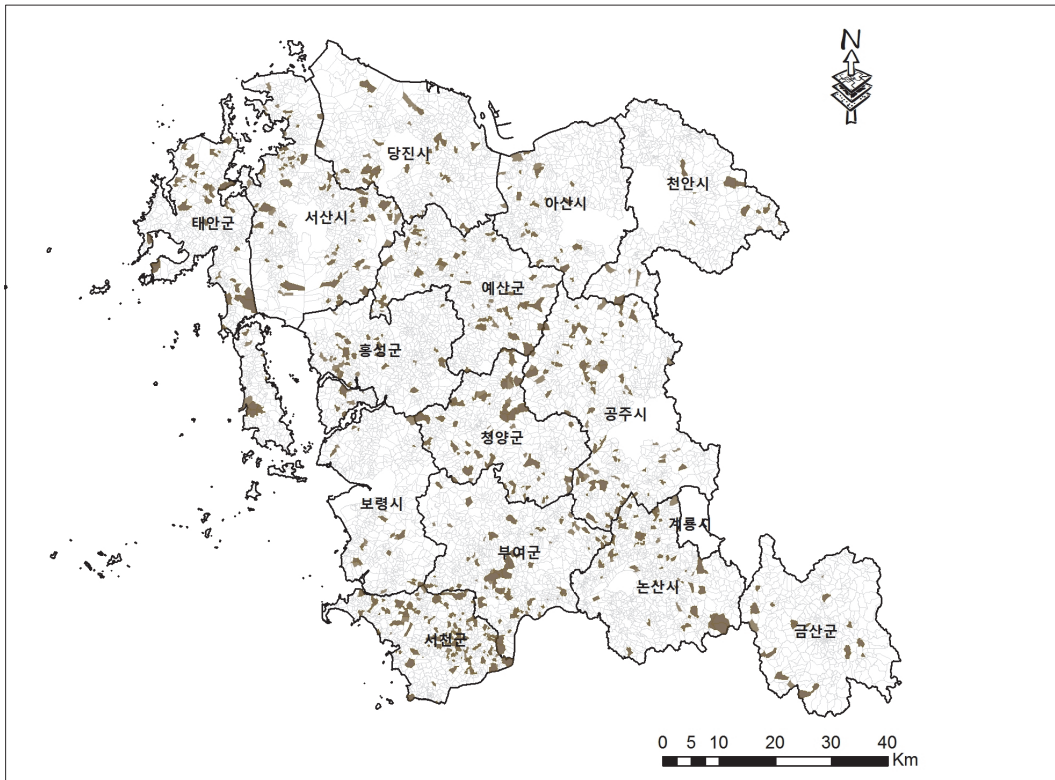 N
당진시
천안시
아산시
서산시
태안군
예산군
홍성군
공주시
청양군
보령시
계룡시
부여군
논산시
금산군
서천군
0 5 10 20 30 40
Km